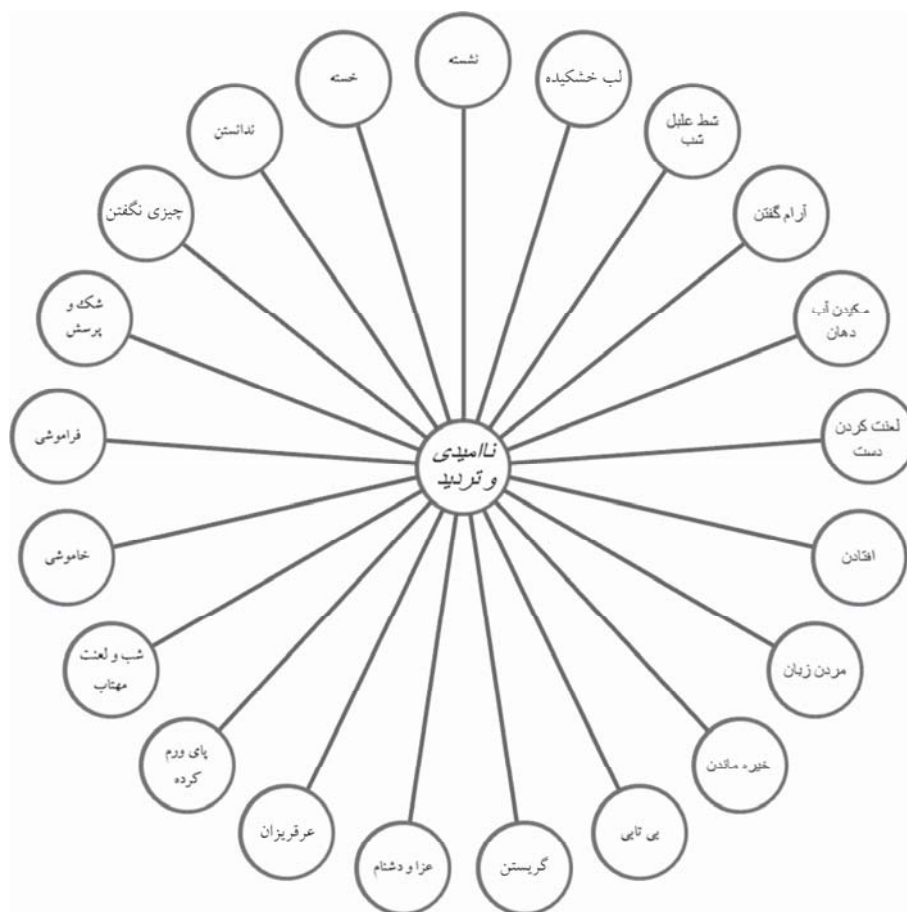 ناامیدی
و تردید
نشسته
لب خشکیده
شط علیل
شب
آرام گفتن
مکیدن آب
دهان
لعنت کردن
دست
افتادن
مردن زبان
خیره ماندن
بی تابی
گریستن
عزا و دشنام
عرقریزان
پای ورم
کرده
شب و لعنت
مهتاب
خاموشی
فراموشی
شک و
پرسش
چیزی نگفتن
ندانستن
خسته